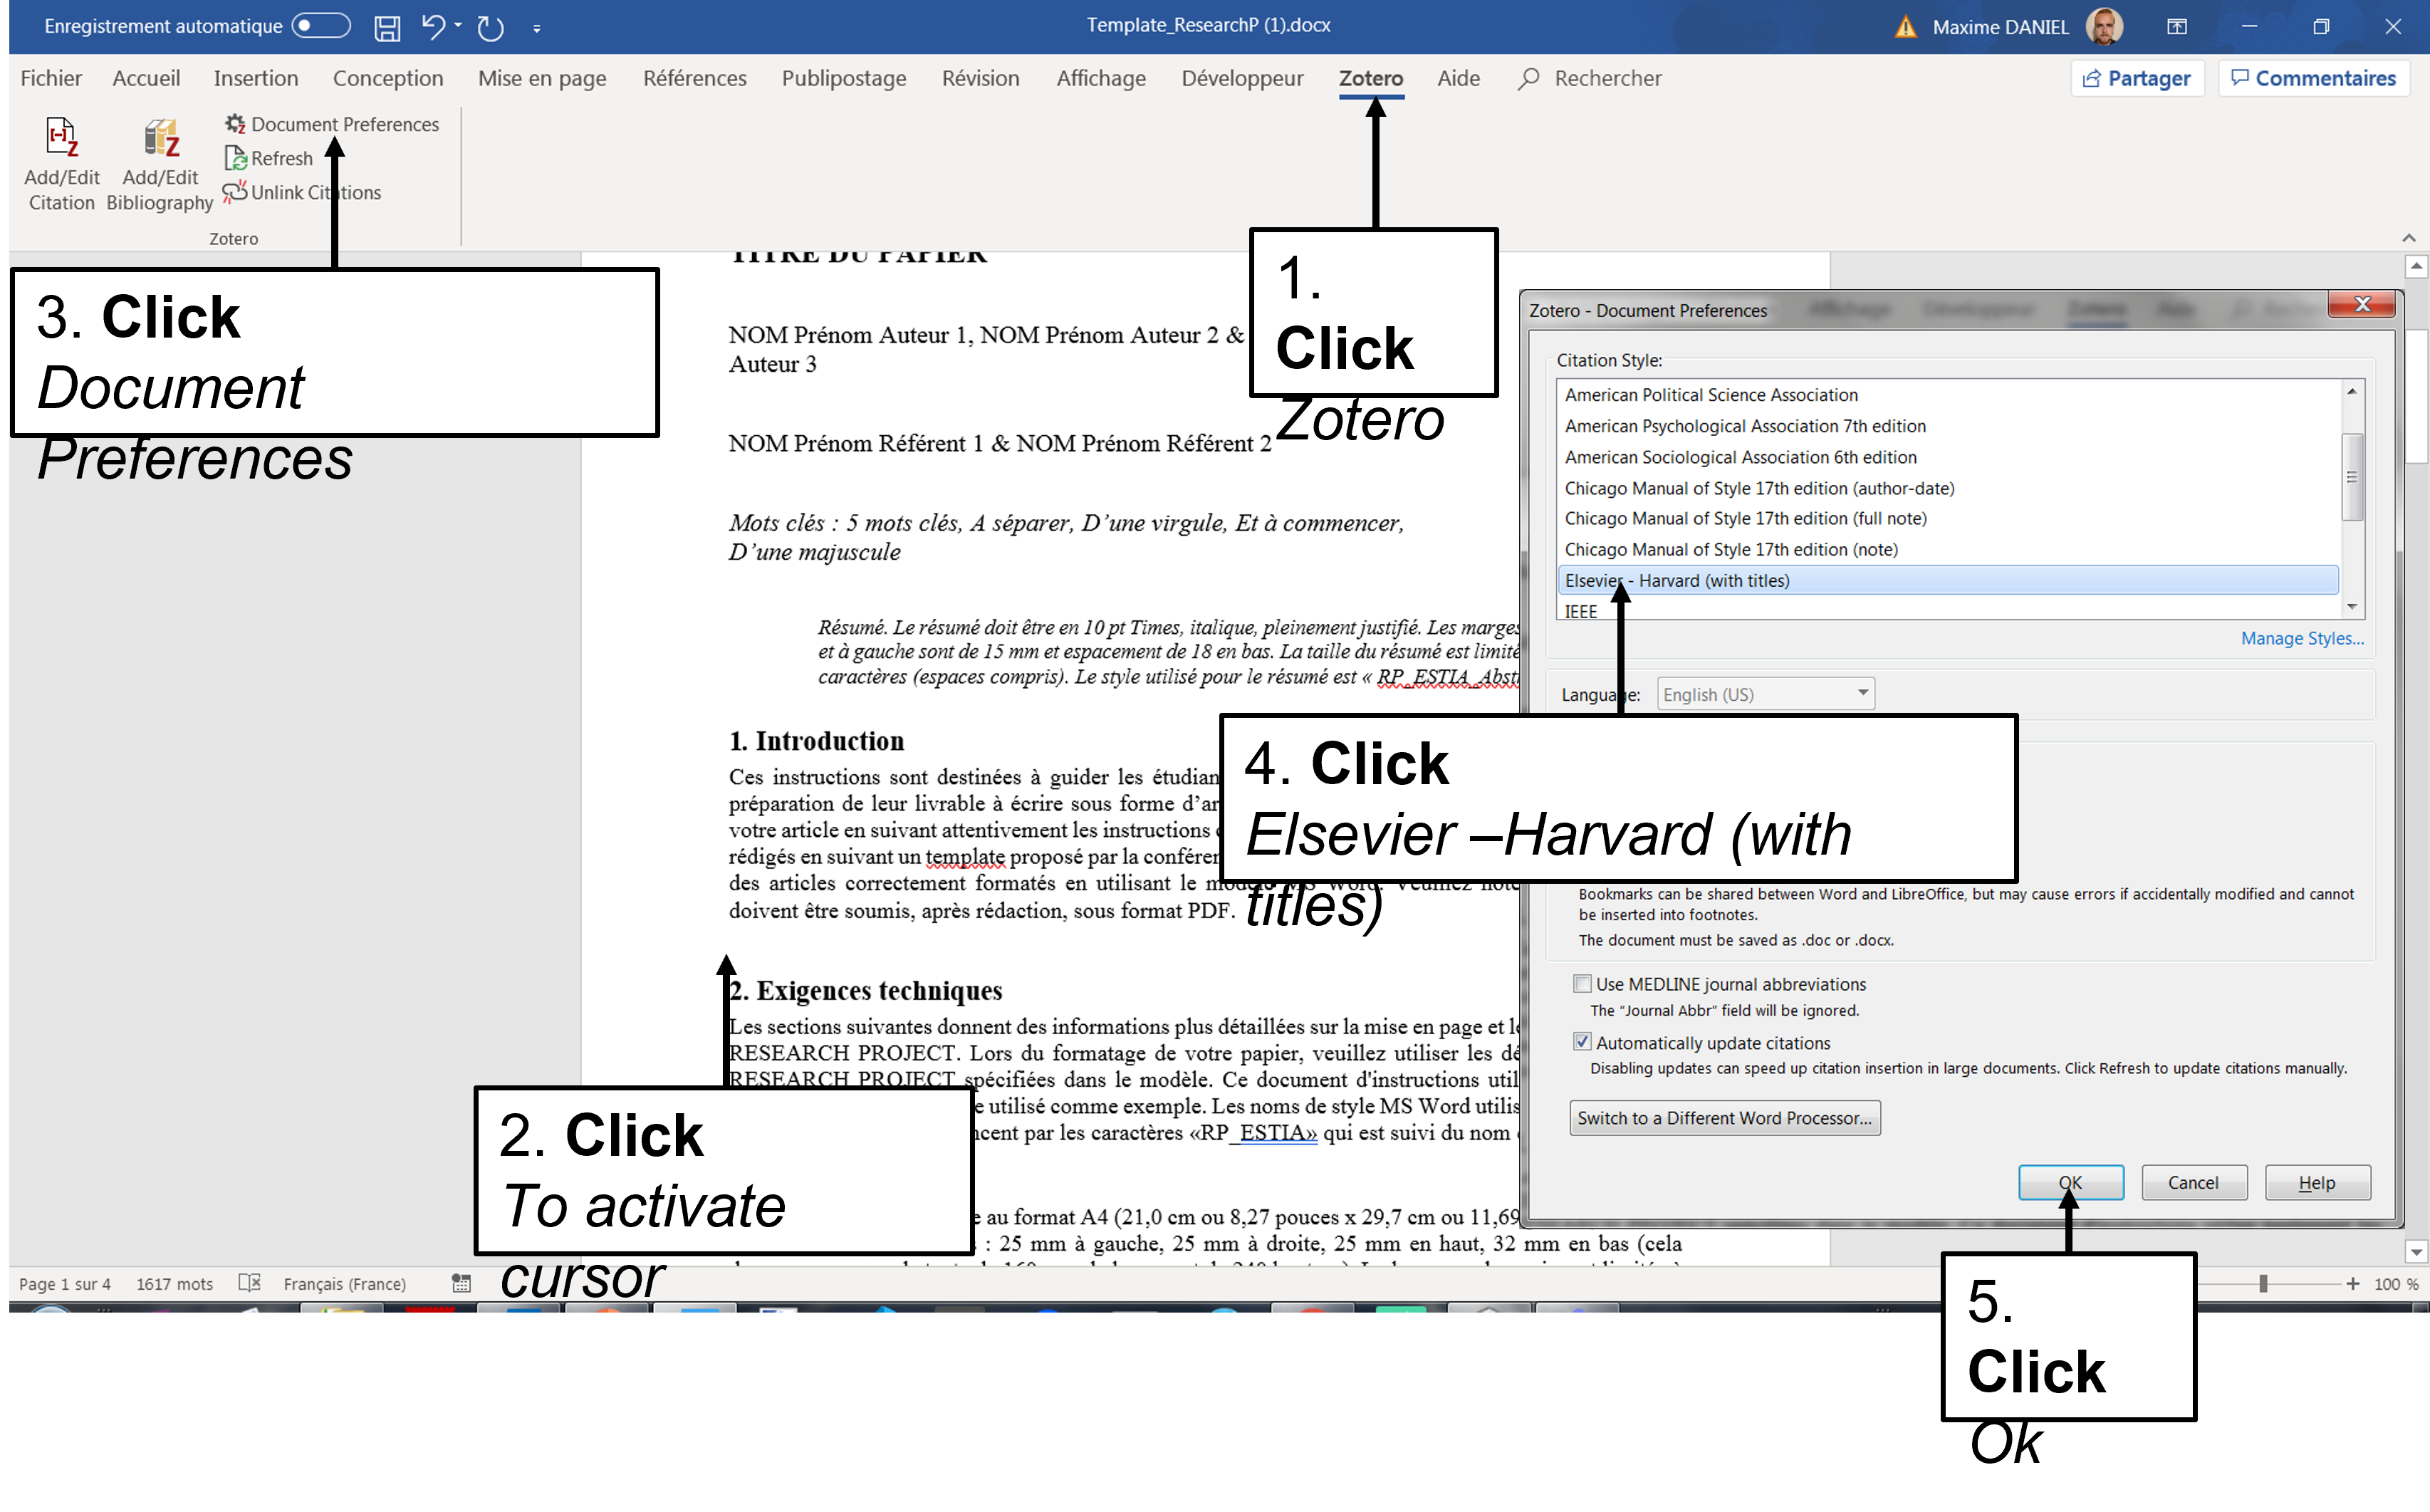 Enregistrement automatique
Template_ResearchP (1).docx
Maxime DANIEL
Fichier Accueil Insertion Conception Mise en page Références Publipostage Révision Affichage Développeur Zotero Aide Rechercher
Partager Commentaires
Document Preferences
Refresh
Unlink Citations
Add/Edit Citation
Add/Edit Bibliography
Zotero
1. Click
Zotero
3. Click
Document
Preferences
TITRE DU PAPIER
NOM Prénom Auteur 1, NOM Prénom Auteur 2 &
Auteur 3
NOM Prénom Référent 1 & NOM Prénom Référent 2
Mots clés : 5 mots clés, A séparer, D’une virgule, Et à commencer,
D’une majuscule
Résumé. Le résumé doit être en 10 pt Times, italique, pleinement justifié. Les marges
et à gauche sont de 15 mm et espacement de 18 en bas. La taille du résumé est limité
caractères (espaces compris). Le style utilisé pour le résumé est « RP_ESTIA_Abst
1. Introduction
Ces instructions sont destinées à guider les étudian
préparation de leur livrable à écrire sous forme d’ar
votre article en suivant attentivement les instructions
rédigés en suivant un template proposé par la conféren
des articles correctement formatés en utilisant le modèle MS Word. Veuillez note
doivent être soumis, après rédaction, sous format PDF.
2. Exigences techniques
Les sections suivantes donnent des informations plus détaillées sur la mise en page et le
RESEARCH PROJECT. Lors du formatage de votre papier, veuillez utiliser les dé
RESEARCH PROJECT spécifiées dans le modèle. Ce document d'instructions util
e utilisé comme exemple. Les noms de style MS Word utilis
ncent par les caractères «RP_ESTIA» qui est suivi du nom
e au format A4 (21,0 cm ou 8,27 pouces x 29,7 cm ou 11,69
: 25 mm à gauche, 25 mm à droite, 25 mm en haut, 32 mm en bas (cela
2. Click
To activate
cursor
Zotero - Document Preferences
Citation Style:
American Political Science Association
American Psychological Association 7th edition
American Sociological Association 6th edition
Chicago Manual of Style 17th edition (author-date)
Chicago Manual of Style 17th edition (full note)
Chicago Manual of Style 17th edition (note)
Elsevier - Harvard (with titles)
IEEE
Manage Styles...
Language: English (US)
4. Click
Elsevier –Harvard (with
titles)
Bookmarks can be shared between Word and LibreOffice, but may cause errors if accidentally modified and cannot
be inserted into footnotes.
The document must be saved as .doc or .docx.
Use MEDLINE journal abbreviations
The “Journal Abbr” field will be ignored.
Automatically update citations
Disabling updates can speed up citation insertion in large documents. Click Refresh to update citations manually.
Switch to a Different Word Processor...
OK Cancel Help
5.
Click
Ok
Page 1 sur 4 1617 mots Français (France)
100 %